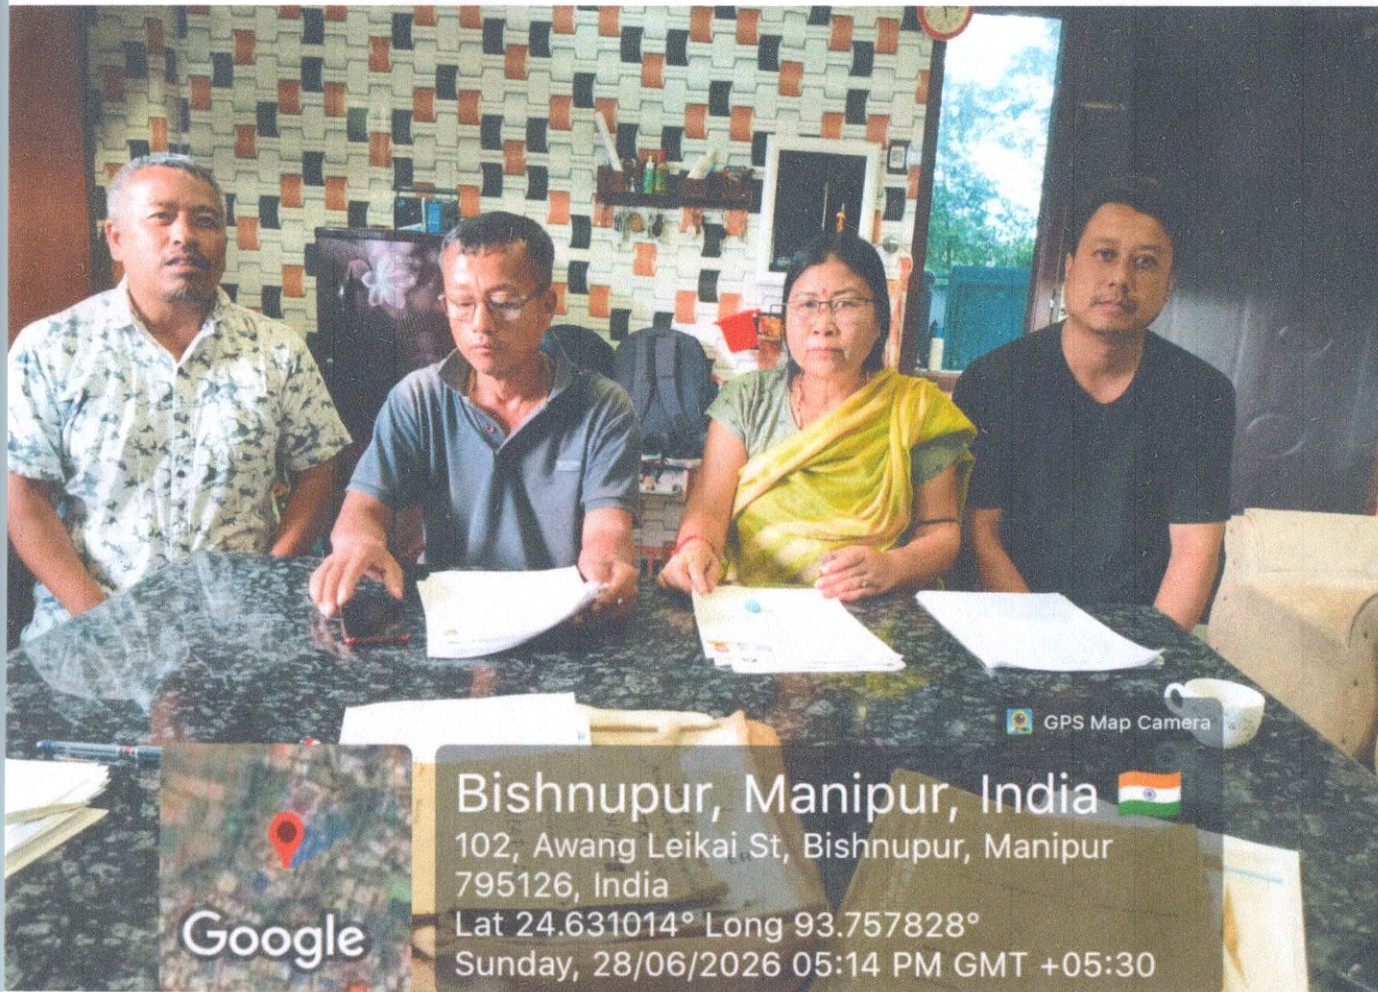 GPS Map Camera
Bishnupur, Manipur, India
102, Awang Leikai St, Bishnupur, Manipur
795126, India
Lat 24.631014° Long 93.757828°
Sunday, 28/06/2026 05:14 PM GMT +05:30
Google